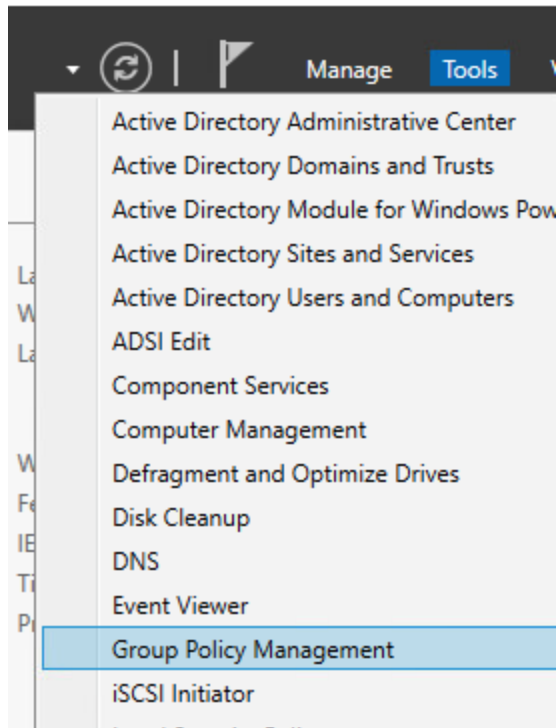 Manage Tools
Active Directory Administrative Center
Active Directory Domains and Trusts
Active Directory Module for Windows
Active Directory Sites and Services
Active Directory Users and Computers
ADSI Edit
Component Services
Computer Management
Defragment and Optimize Drives
Disk Cleanup
DNS
Event Viewer
Group Policy Management
iSCSI Initiator